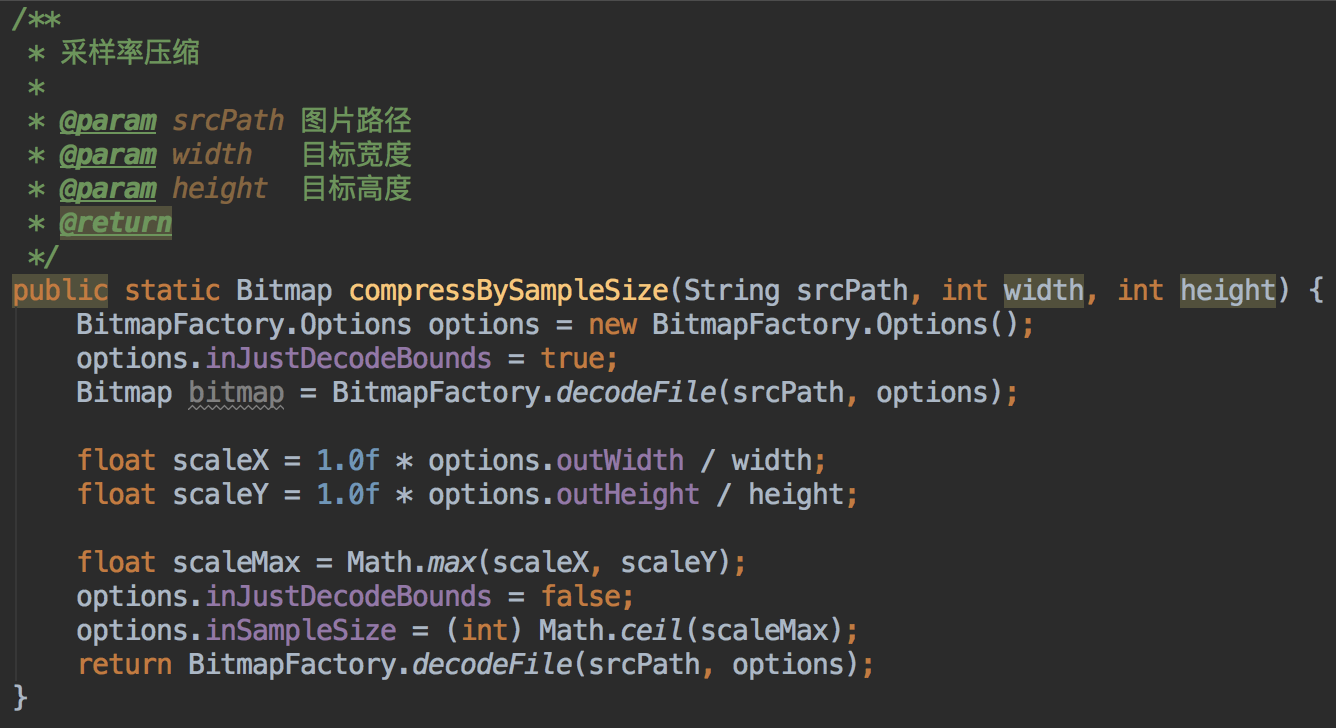 /**
 * 采样率压缩
 *
 * @param srcPath 图片路径
 * @param width   目标宽度
 * @param height  目标高度
 * @return
 */
public static Bitmap compressBySampleSize(String srcPath, int width, int height) {
    BitmapFactory.Options options = new BitmapFactory.Options();
    options.inJustDecodeBounds = true;
    Bitmap bitmap = BitmapFactory.decodeFile(srcPath, options);

    float scaleX = 1.0f * options.outWidth / width;
    float scaleY = 1.0f * options.outHeight / height;

    float scaleMax = Math.max(scaleX, scaleY);
    options.inJustDecodeBounds = false;
    options.inSampleSize = (int) Math.ceil(scaleMax);
    return BitmapFactory.decodeFile(srcPath, options);
}